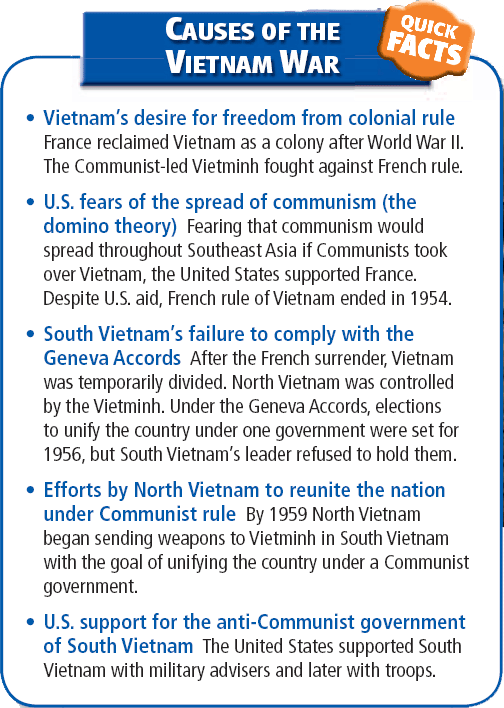 CAUSES OF THE
VIETNAM WAR
QUICK
FACTS
• Vietnam's desire for freedom from colonial rule
France reclaimed Vietnam as a colony after World War II.
The Communist-led Vietminh fought against French rule.
• U.S. fears of the spread of communism (the
domino theory) Fearing that communism would
spread throughout Southeast Asia if Communists took
over Vietnam, the United States supported France.
Despite U.S. aid, French rule of Vietnam ended in 1954.
• South Vietnam's failure to comply with the
Geneva Accords After the French surrender, Vietnam
was temporarily divided. North Vietnam was controlled
by the Vietminh. Under the Geneva Accords, elections
to unify the country under one government were set for
1956, but South Vietnam's leader refused to hold them.
• Efforts by North Vietnam to reunite the nation
under Communist rule By 1959 North Vietnam
began sending weapons to Vietminh in South Vietnam
with the goal of unifying the country under a Communist
government.
• U.S. support for the anti-Communist government
of South Vietnam The United States supported South
Vietnam with military advisers and later with troops.